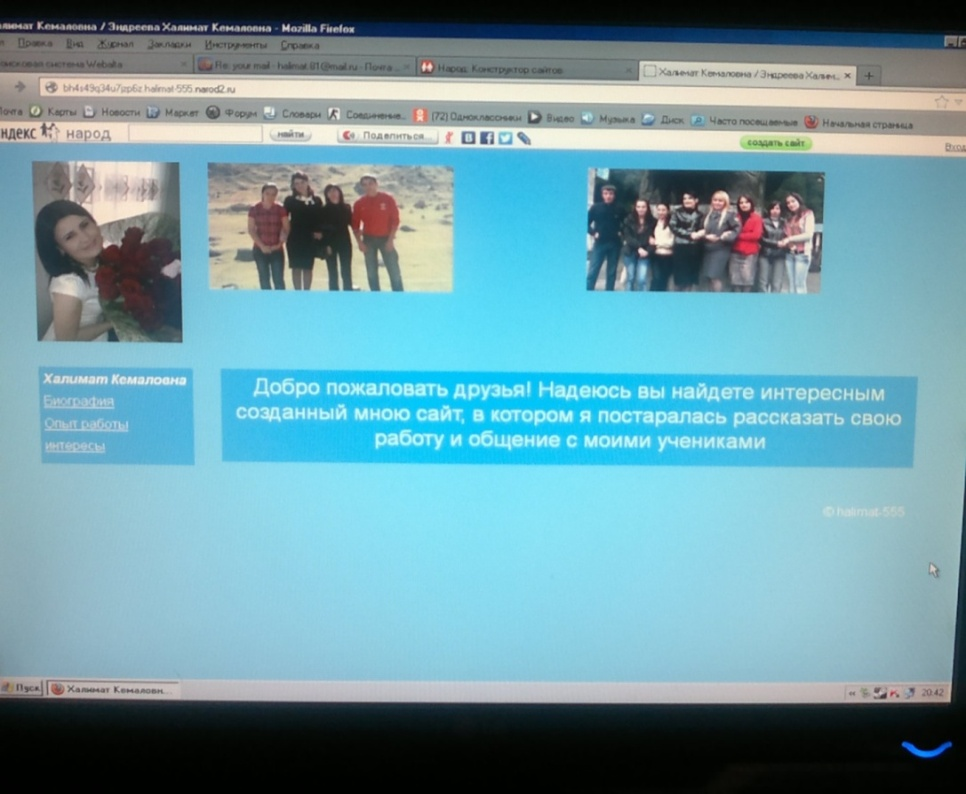 алимат Кемаловна / Эндреева Халимат Кемаловна - Mozilla Firefox
Правка Вид Журнал Закладки Инструменты Справка
оисковая система Webalta
Re: your mail - halimat.81@mail.ru - Почта ...
Народ. Конструктор сайтов
Халимат Кемаловна / Эндреева Халим...
bh4s49q34u7pp6z.halimat-555.narod2.ru
Почта Карты Новости Маркет Форум Словари Соединение... (72) Одноклассники Видео Музыка Диск Часто посещаемые Начальная страница
ндекс народ найти Поделиться... создать сайт Вход
Халимат Кемаловна
Биография
Опыт работы
интересы
Добро пожаловать друзья! Надеюсь вы найдете интересным
созданный мною сайт, в котором я постаралась рассказать свою
работу и общение с моими учениками
© halimat-555
Пуск Халимат Кемаловн... 20:42